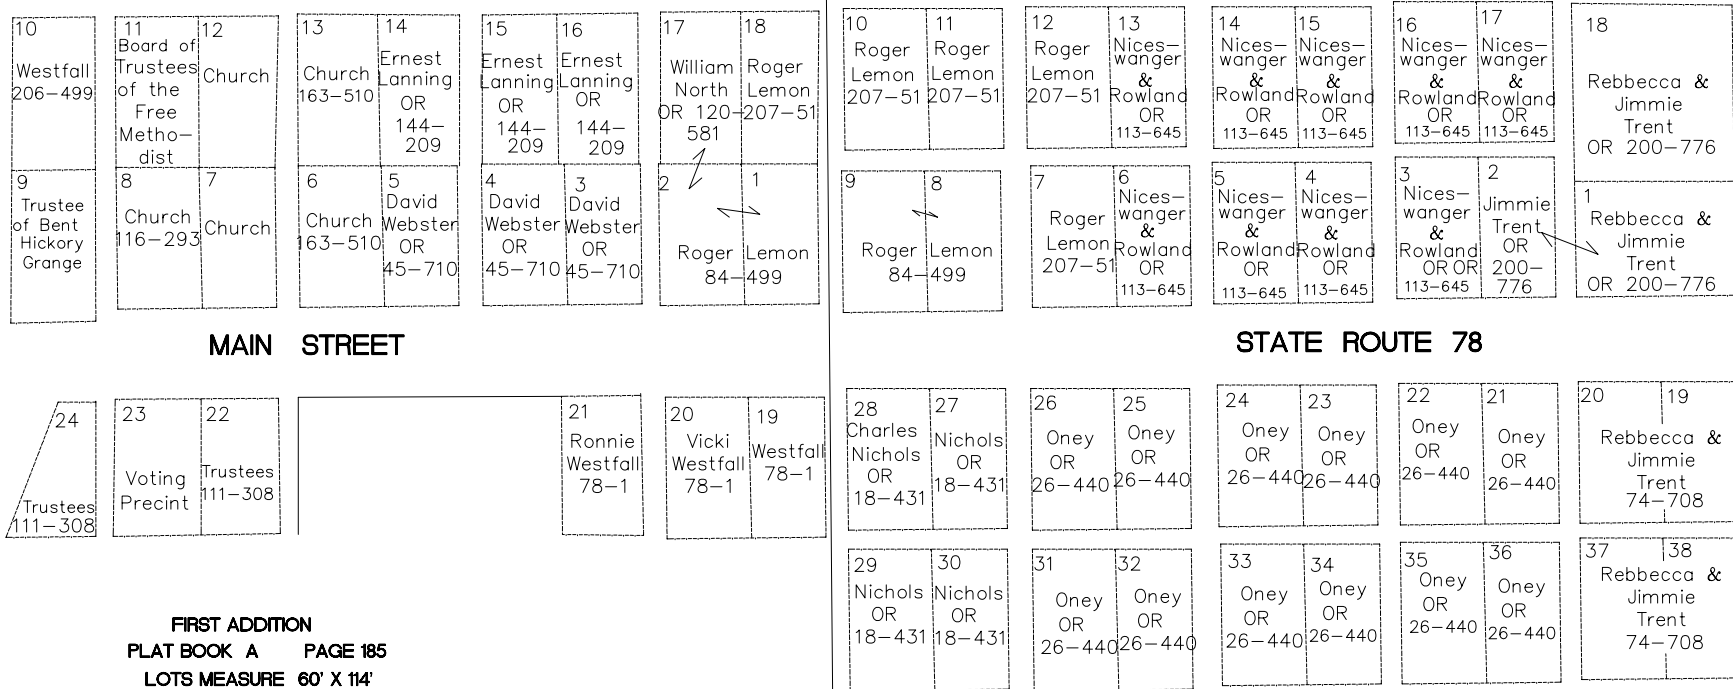 10
Westfall
206-499
11
Board of
Trustees
of the
Free
Metho-
dist
12
Church
13
Church
163-510
14
Ernest
Lanning
OR
144-
209
15
Ernest
Lanning
OR
144-
209
16
Ernest
Lanning
OR
144-
209
17
William
North
OR 120-
581
18
Roger
Lemon
207-51
9
Trustee
of Bent
Hickory
Grange
8
Church
116-293
7
Church
6
Church
163-510
5
David
Webster
OR
45-710
4
David
Webster
OR
45-710
3
David
Webster
OR
45-710
2
1
Roger Lemon
84-499
MAIN STREET
24
Trustees
111-308
23
Voting
Precint
22
Trustees
111-308
21
Ronnie
Westfall
78-1
20
Vicki
Westfall
78-1
19
Westfall
78-1
FIRST ADDITION
PLAT BOOK A PAGE 185
LOTS MEASURE 60' X 114'
10
Roger
Lemon
207-51
11
Roger
Lemon
207-51
12
Roger
Lemon
207-51
13
Nices-
wanger
&
Rowland
OR
113-645
14
Nices-
wanger
&
Rowland
OR
113-645
15
Nices-
wanger
&
Rowland
OR
113-645
16
Nices-
wanger
&
Rowland
OR
113-645
17
Nices-
wanger
&
Rowland
OR
113-645
18
Rebbecca &
Jimmie
Trent
OR 200-776
9
8
Roger Lemon
84-499
7
Roger
Lemon
207-51
6
Nices-
wanger
&
Rowland
OR
113-645
5
Nices-
wanger
&
Rowland
OR
113-645
4
Nices-
wanger
&
Rowland
OR
113-645
3
Nices-
wanger
&
Rowland
OR OR
113-645
2
Jimmie
Trent
OR
200-
776
1
Rebbecca &
Jimmie
Trent
OR 200-776
STATE ROUTE 78
28
Charles
Nichols
OR
18-431
27
Nichols
OR
18-431
26
Oney
OR
26-440
25
Oney
OR
26-440
24
Oney
OR
26-440
23
Oney
OR
26-440
22
Oney
OR
26-440
21
Oney
OR
26-440
20
19
Rebbecca &
Jimmie
Trent
74-708
29
Nichols
OR
18-431
30
Nichols
OR
18-431
31
Oney
OR
26-440
32
Oney
OR
26-440
33
Oney
OR
26-440
34
Oney
OR
26-440
35
Oney
OR
26-440
36
Oney
OR
26-440
37
38
Rebbecca &
Jimmie
Trent
74-708